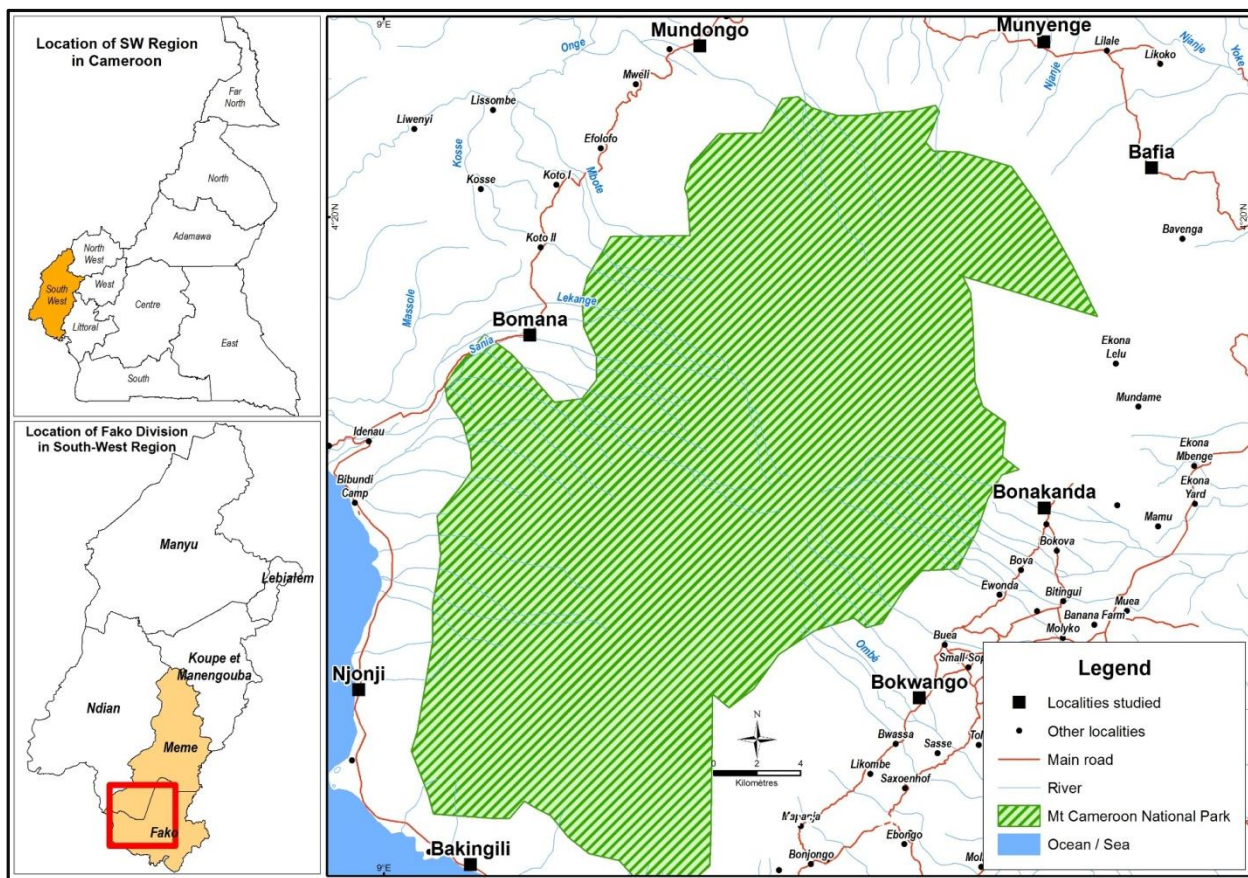 Location of SW Region
in Cameroon
Far
North
North
Adamawa
North
West
West
South
West
Littoral
Centre
East
South
Location of Fako Division
in South-West Region
Manyu
Lebialem
Koupe et
Manengouba
Ndian
Meme
Fako
9°E
Mundongo
Munyenge
Onge
Mweli
Lilale
Likoko
Njanje
Njanje
Yoke
Lissombe
Liwenyi
Kosse
Efolofo
Kosse
Koto I
Mbote
Bafia
4°20'N
4°20'N
Koto II
Bavenga
Massole
Lekange
Bomana
Sania
Ekona
Lelu
Mundame
Idenau
Ekona
Mbenge
Bibundi
Camp
Ekona
Yard
Bonakanda
Mamu
Bokova
Bova
Ewonda
Bitingui
Muea
Banana Farm
Molyko
Buea
Ombé
Njonji
Bokwango
N
Bwassa
Sasse
Likombe
Saxoenhof
0 2 4
Kilomètres
Ebongo
Bonjongo
Bakingili
9°E
Legend
Localities studied
Other localities
Main road
River
Mt Cameroon National Park
Ocean / Sea